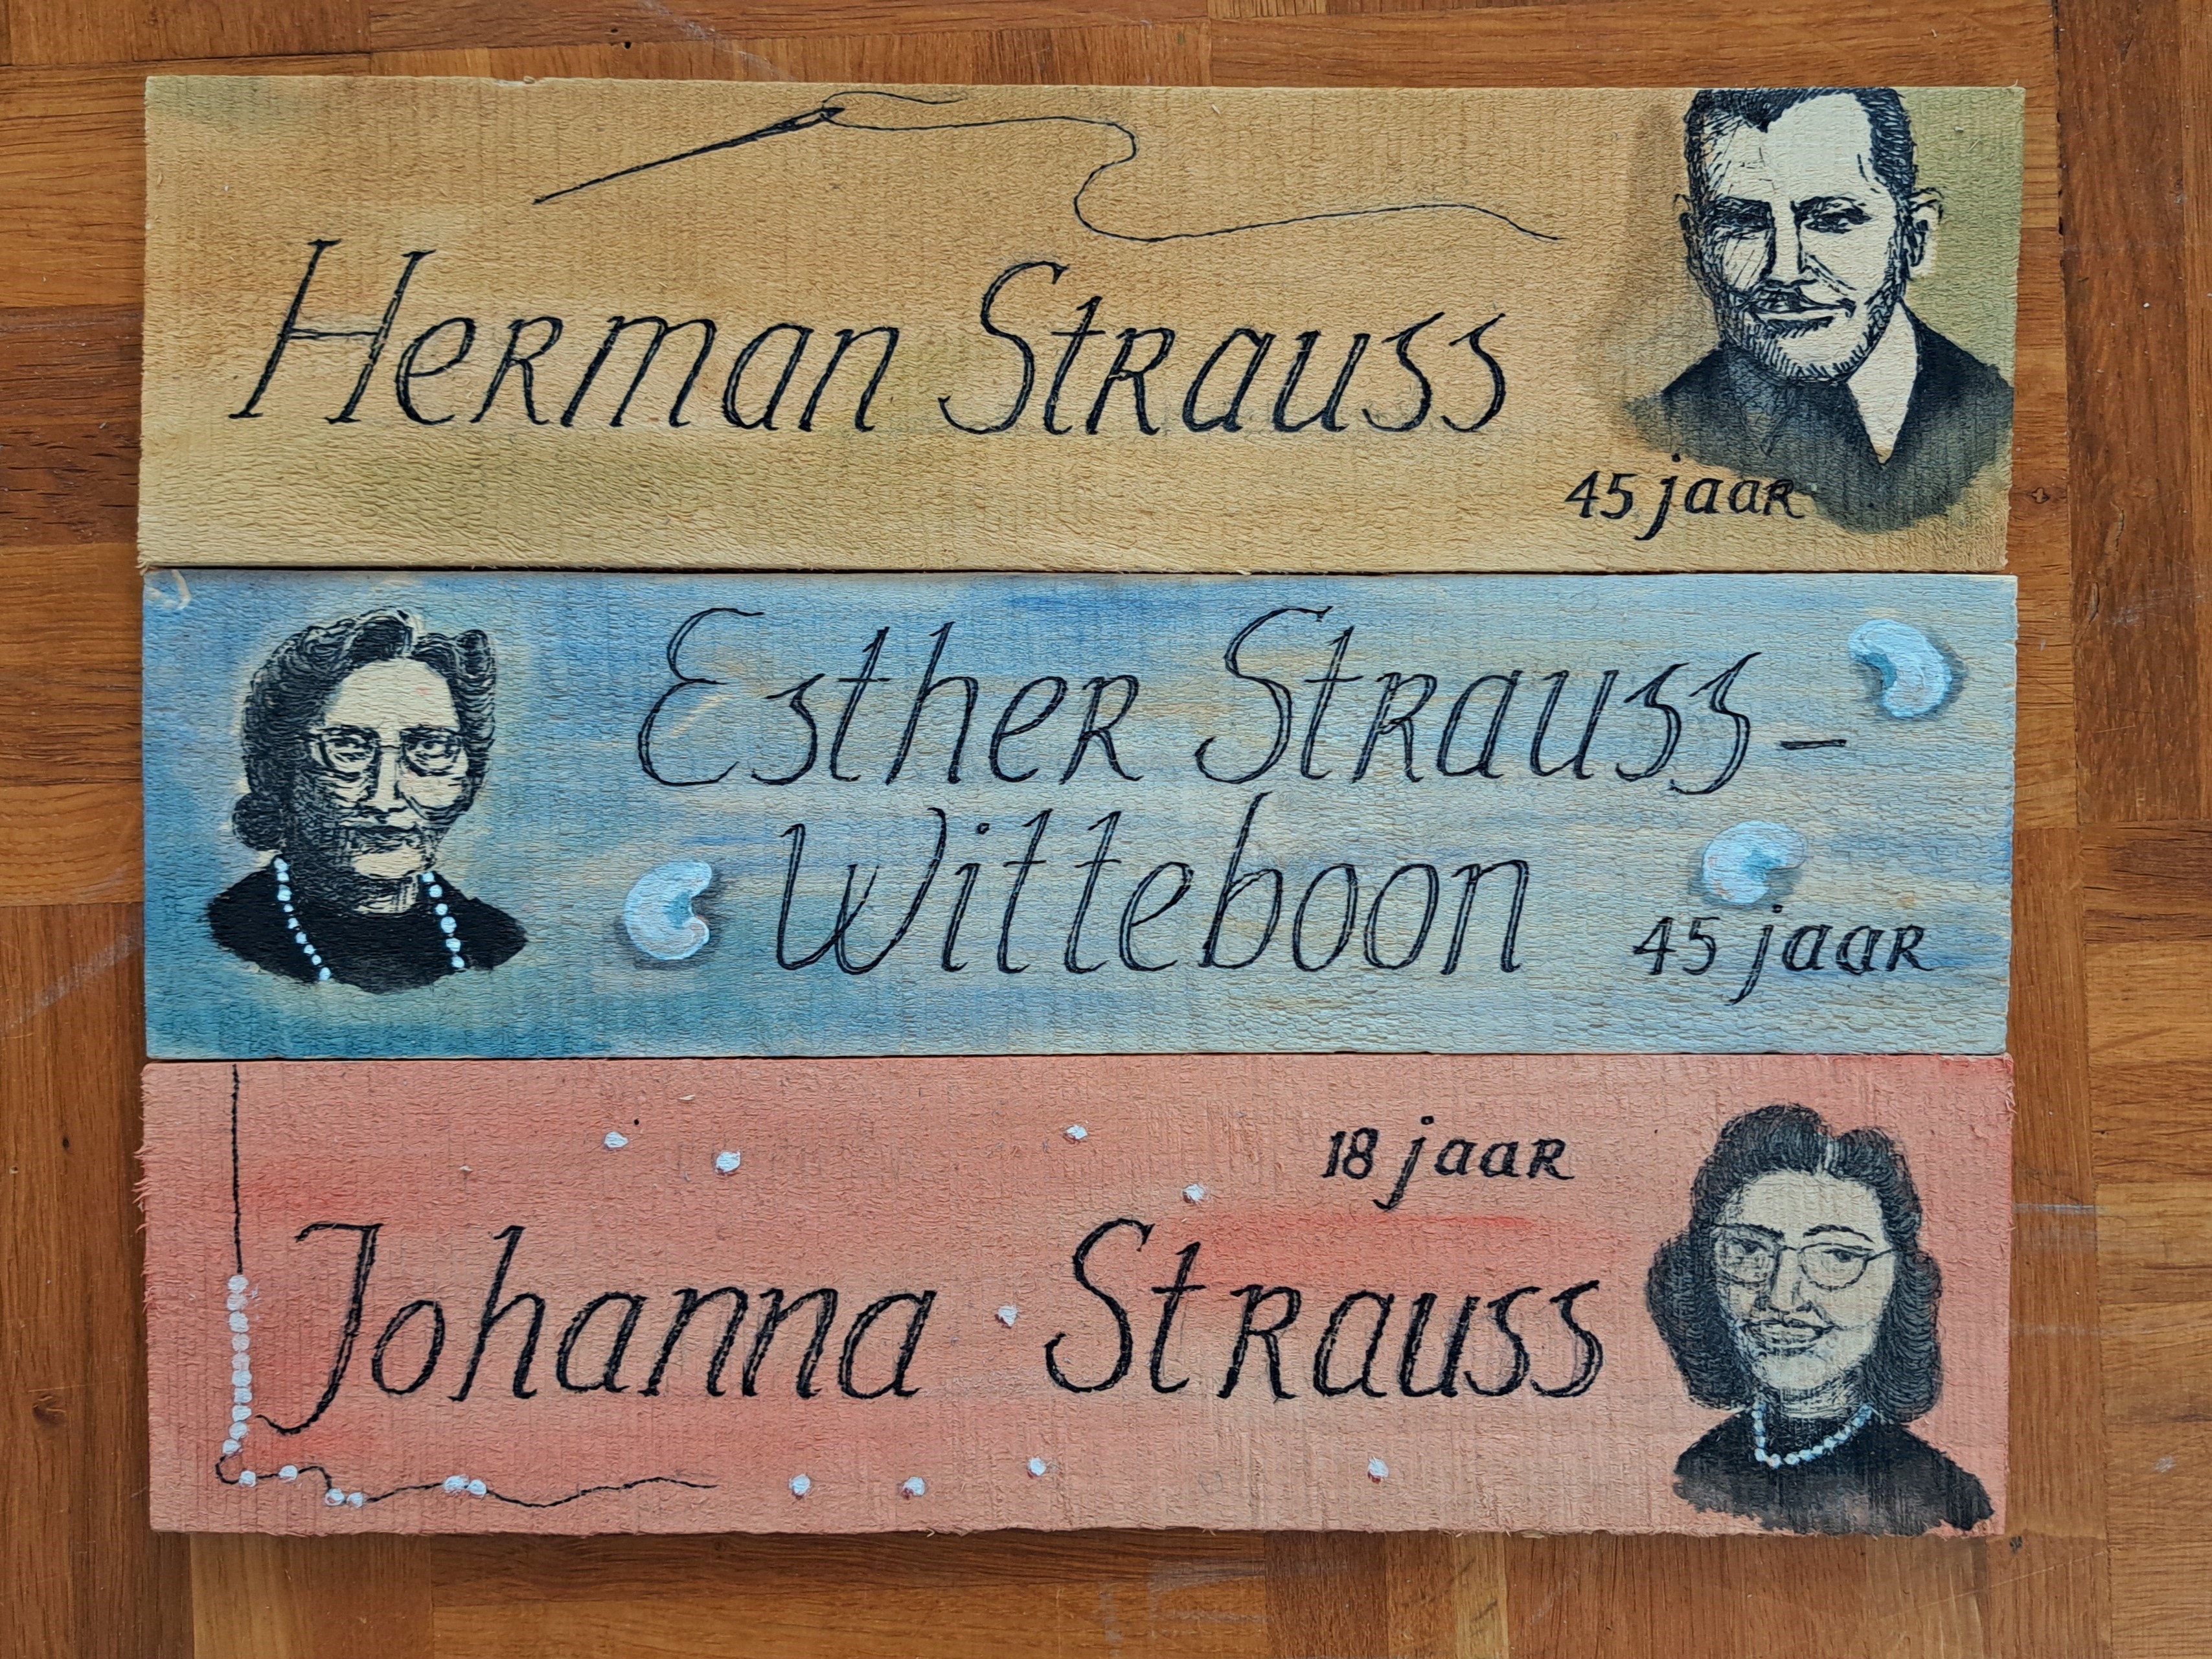 Herman Strauss
45 jaar
Esther Strauss-
Witteboon
45 jaar
18 jaar
Johanna Strauss